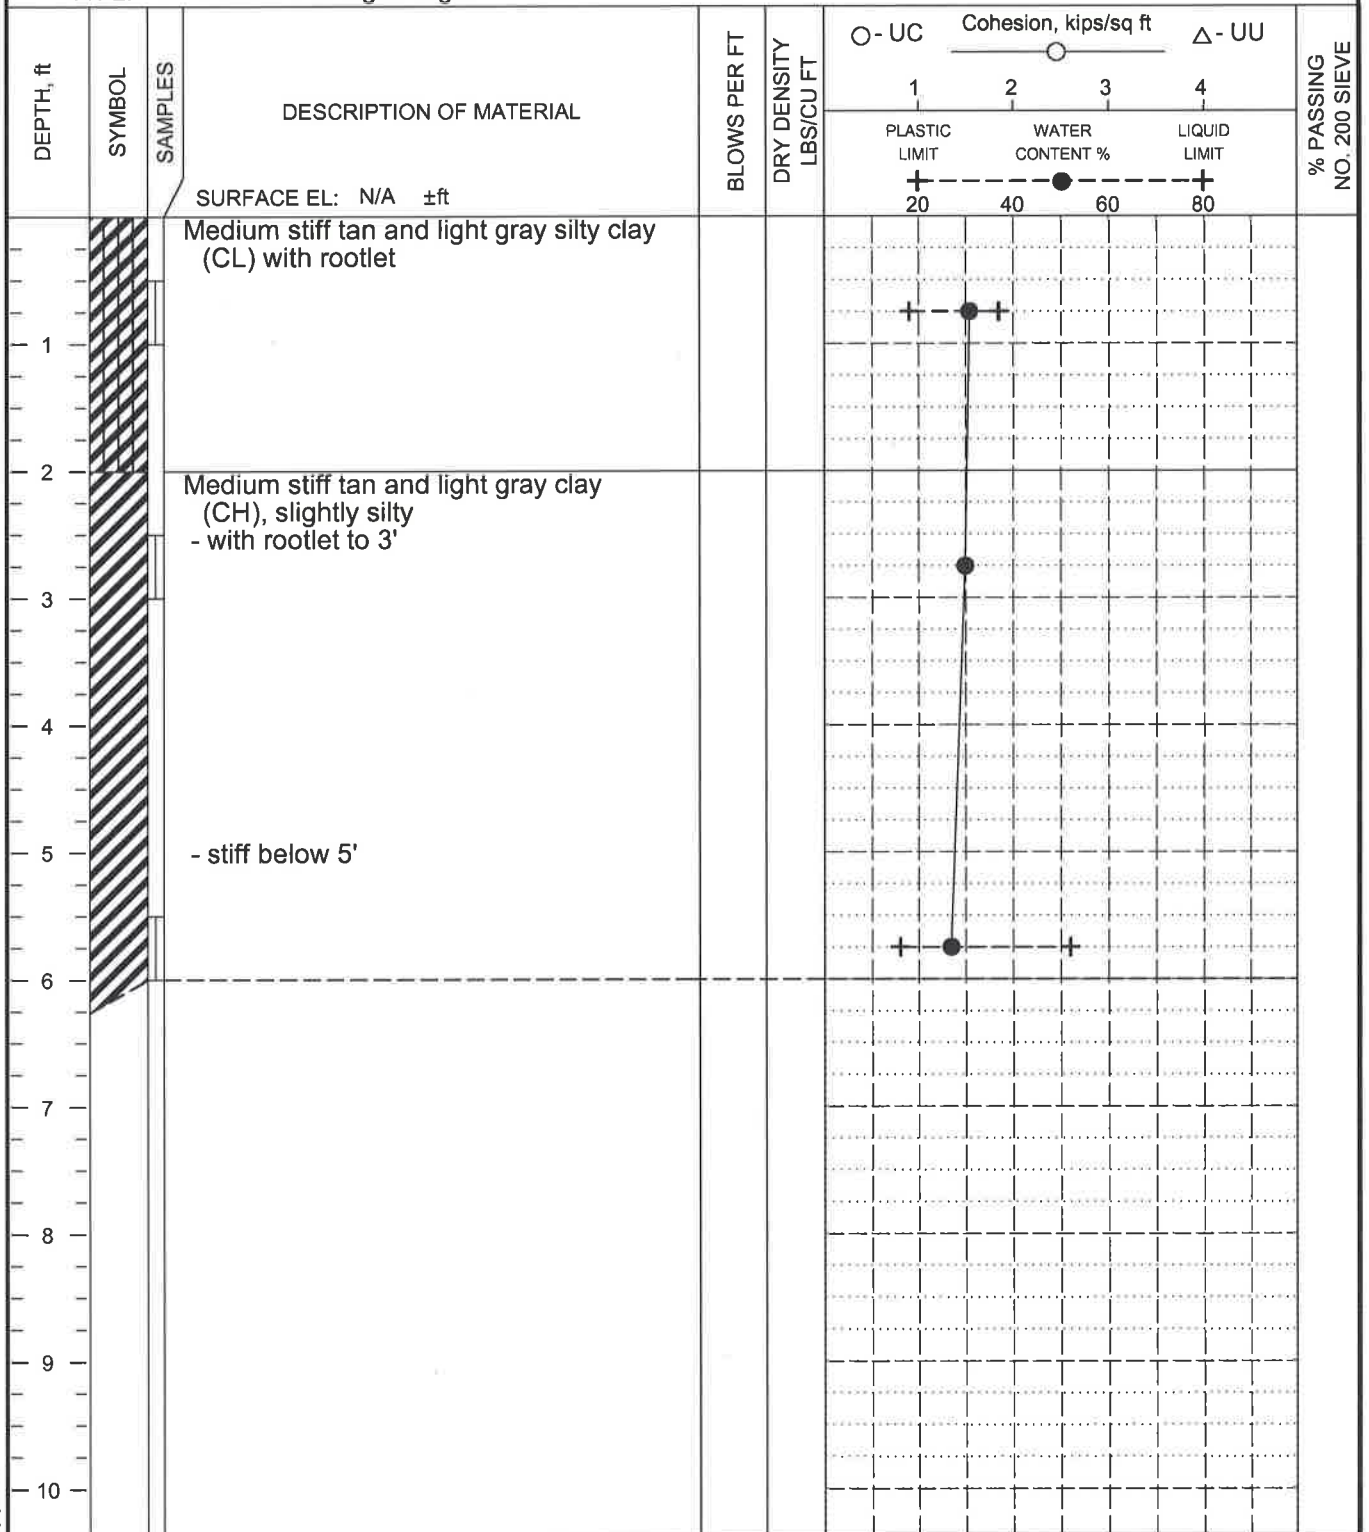 DEPTH, ft
SYMBOL
SAMPLES
DESCRIPTION OF MATERIAL
SURFACE EL: N/A ±ft
BLOWS PER FT
DRY DENSITY
LBS/CU FT
- UC
Cohesion, kips/sq ft
- UU
1 2 3 4
PLASTIC
LIMIT
WATER
CONTENT %
LIQUID
LIMIT
20 40 60 80
% PASSING
NO. 200 SIEVE
Medium stiff tan and light gray silty clay
(CL) with rootlet
1
2
Medium stiff tan and light gray clay
(CH), slightly silty
- with rootlet to 3'
3
4
5
- stiff below 5'
6
7
8
9
10